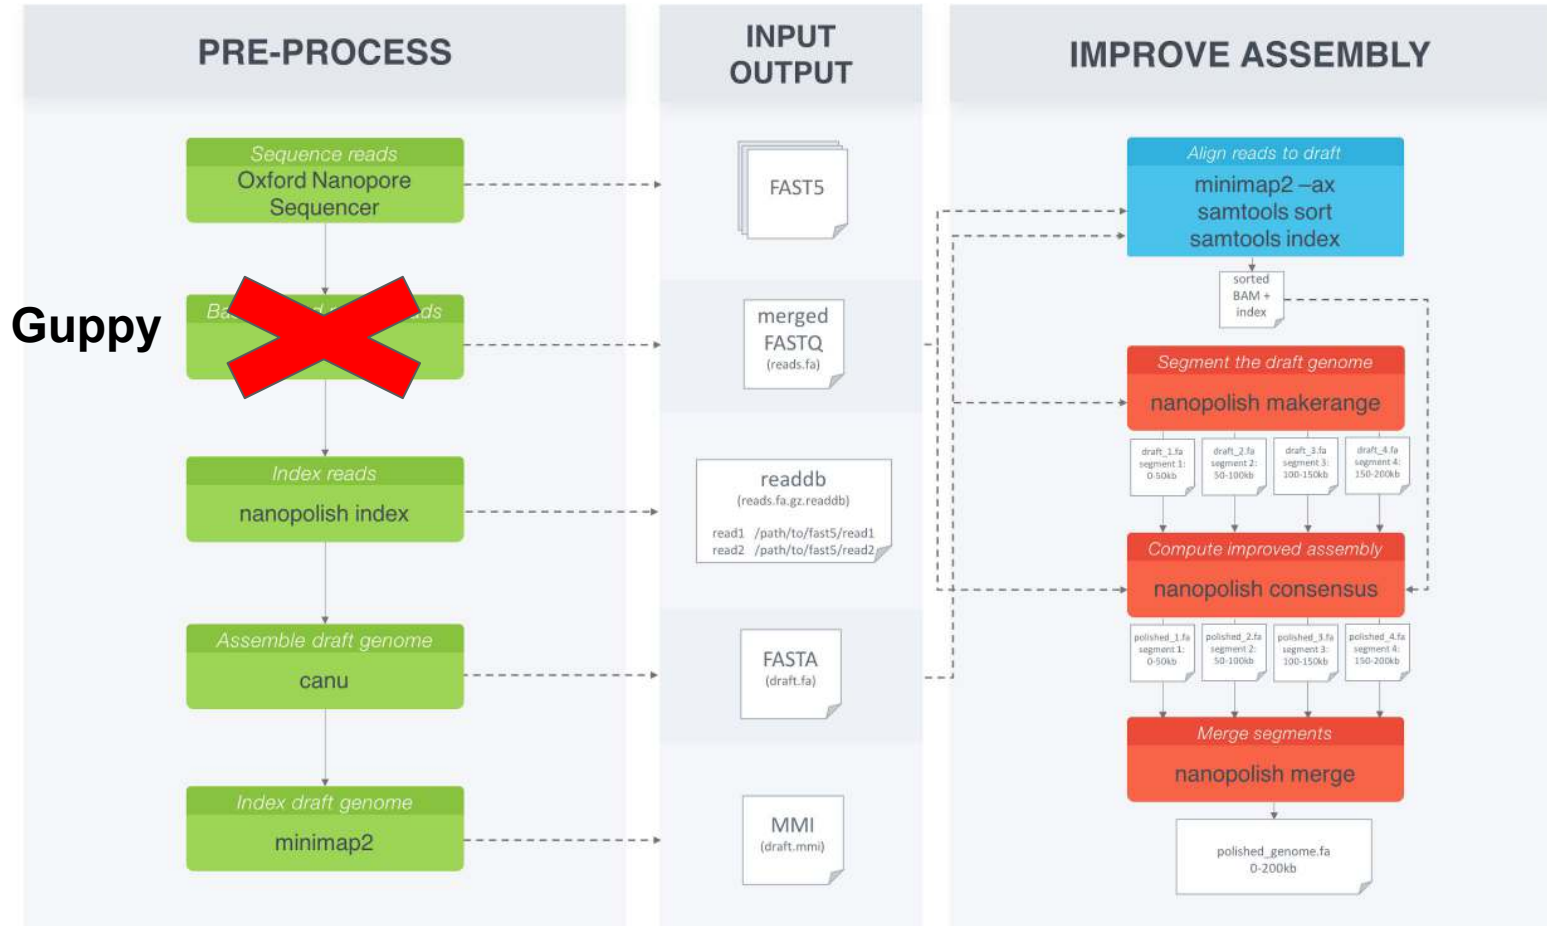 PRE-PROCESS
Sequence reads
Oxford Nanopore
Sequencer
Guppy
Index reads
nanopolish index
Assemble draft genome
canu
Index draft genome
minimap2
INPUT
OUTPUT
FAST5
merged
FASTQ
(reads.fa)
readdb
(reads.fa.gz.readdb)
read1 /path/to/fast5/read1
read2 /path/to/fast5/read2
FASTA
(draft.fa)
MMI
(draft.mmi)
IMPROVE ASSEMBLY
Align reads to draft
minimap2 –ax
samtools sort
samtools index
sorted
BAM +
index
Segment the draft genome
nanopolish makerange
draft_1.fa
segment 1:
0-50kb
draft_2.fa
segment 2:
50-100kb
draft_3.fa
segment 3:
100-150kb
draft_4.fa
segment 4:
150-200kb
Compute improved assembly
nanopolish consensus
polished_1.fa
segment 1:
0-50kb
polished_2.fa
segment 2:
50-100kb
polished_3.fa
segment 3:
100-150kb
polished_4.fa
segment 4:
150-200kb
Merge segments
nanopolish merge
polished_genome.fa
0-200kb